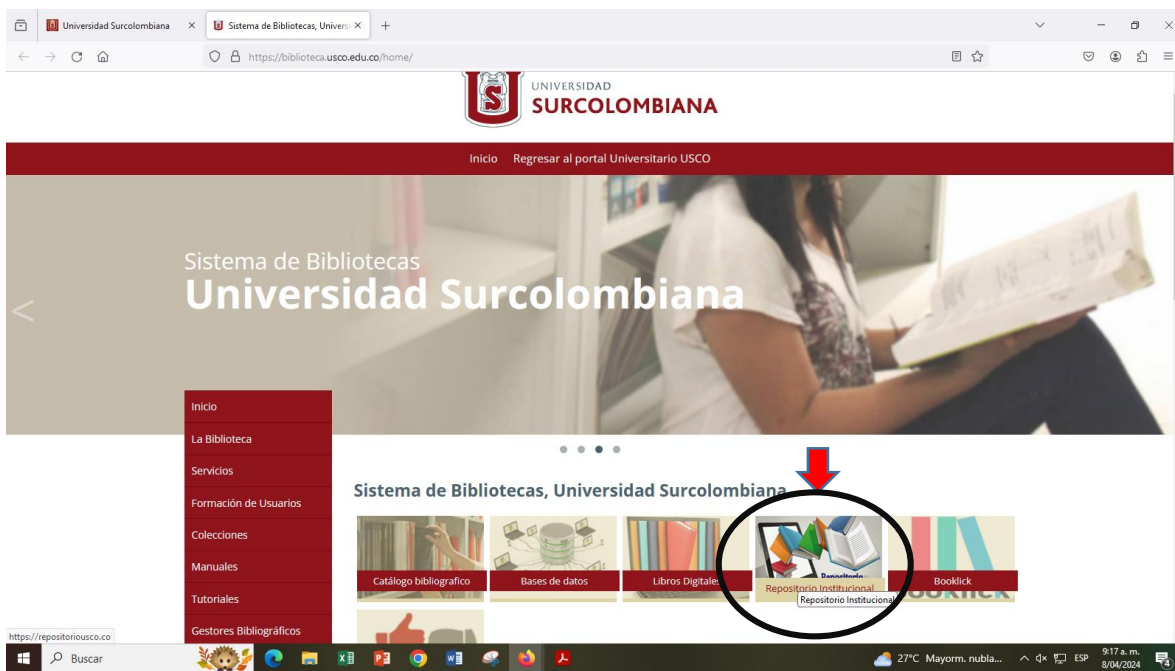 Universidad Surcolombiana
Sistema de Bibliotecas, Univers
https://biblioteca.usco.edu.co/home/
UNIVERSIDAD
SURCOLOMBIANA
Inicio Regresar al portal Universitario USCO
Sistema de Bibliotecas
Universidad Surcolombiana
Inicio
La Biblioteca
Servicios
Formación de Usuarios
Colecciones
Manuales
Tutoriales
Gestores Bibliográficos
Sistema de Bibliotecas, Universidad Surcolombiana
Catálogo bibliografico
Bases de datos
Libros Digitales
Repositorio
Repositorio Institucional
Repositorio Institucional
Booklick
https://repositoriousco.co
Buscar
27°C Mayorm. nubla...
ESP
9:17 a. m.
8/04/2024
4